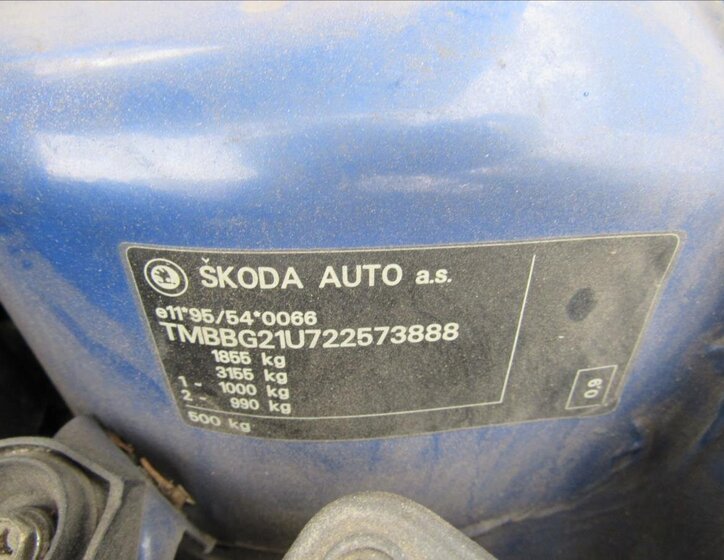 ŠKODA AUTO a.s.
e11*95/54*0066
TMBBG21U722573888
1855 kg
3155 kg
1 - 1000 kg
2 - 990 kg
500 kg
0,9